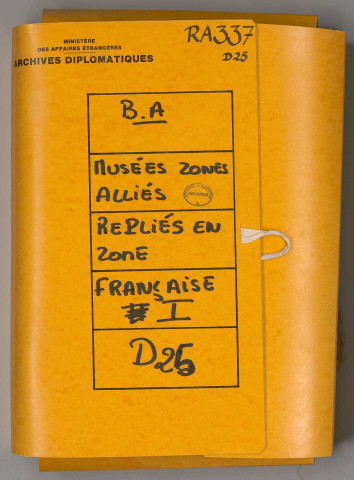 MINISTÈRE
DES AFFAIRES ÉTRANGÈRES
ARCHIVES DIPLOMATIQUES
RA337
D25
B.A
MUSÉES ZONES
ALLIÉS
REPLIÉS EN
ZONE
FRANÇAISE
I
D25